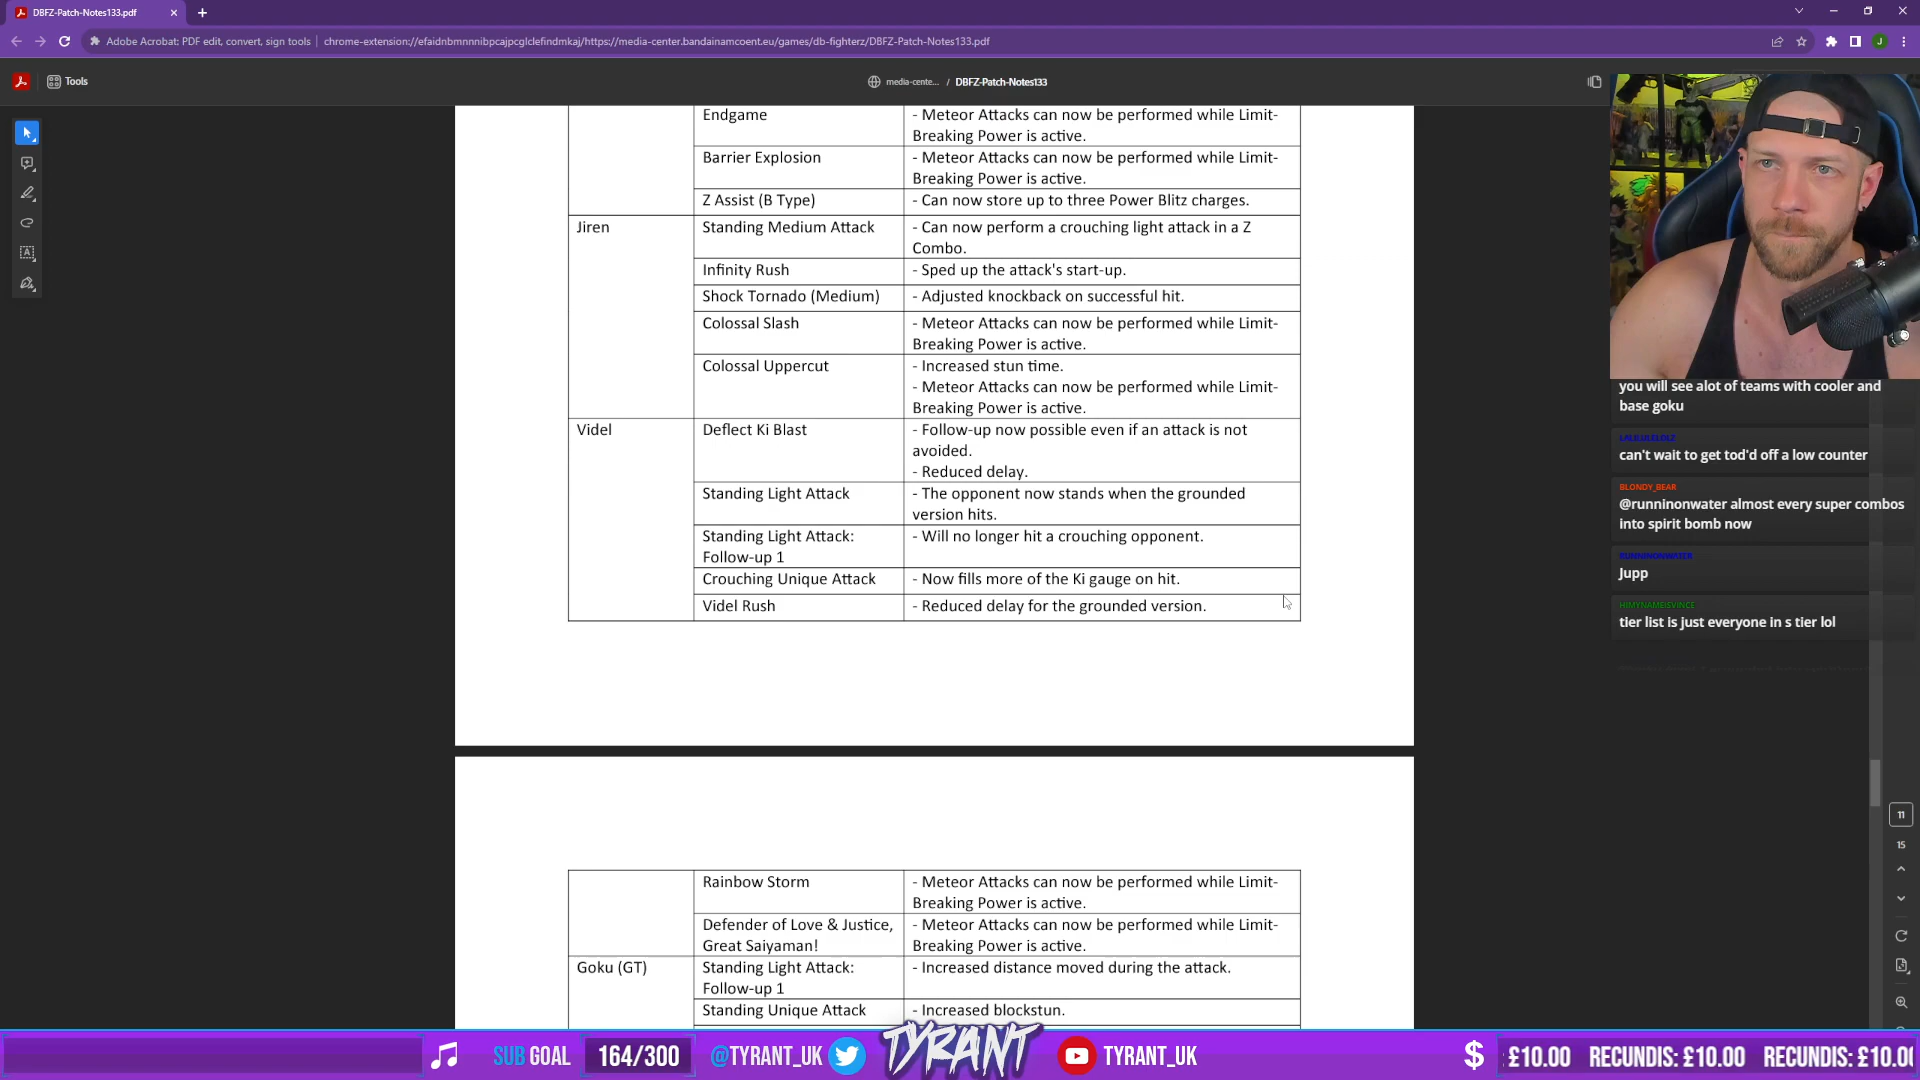 DBFZ-Patch-Notes133.pdf
Adobe Acrobat: PDF edit, convert, sign tools | chrome-extension://efaidnbmnnnibpcajpcglclefindmkaj/https://media-center.bandainamcoent.eu/games/db-fighterz/DBFZ-Patch-Notes133.pdf
J
Tools
media-cente... / DBFZ-Patch-Notes133
Endgame - Meteor Attacks can now be performed while Limit-
Breaking Power is active.
Barrier Explosion - Meteor Attacks can now be performed while Limit-
Breaking Power is active.
Z Assist (B Type) - Can now store up to three Power Blitz charges.
Jiren Standing Medium Attack - Can now perform a crouching light attack in a Z
Combo.
Infinity Rush - Sped up the attack's start-up.
Shock Tornado (Medium) - Adjusted knockback on successful hit.
Colossal Slash - Meteor Attacks can now be performed while Limit-
Breaking Power is active.
Colossal Uppercut - Increased stun time.
- Meteor Attacks can now be performed while Limit-
Breaking Power is active.
Videl Deflect Ki Blast - Follow-up now possible even if an attack is not
avoided.
- Reduced delay.
Standing Light Attack - The opponent now stands when the grounded
version hits.
Standing Light Attack: - Will no longer hit a crouching opponent.
Follow-up 1
Crouching Unique Attack - Now fills more of the Ki gauge on hit.
Videl Rush - Reduced delay for the grounded version.
Rainbow Storm - Meteor Attacks can now be performed while Limit-
Breaking Power is active.
Defender of Love & Justice, - Meteor Attacks can now be performed while Limit-
Great Saiyaman! Breaking Power is active.
Goku (GT) Standing Light Attack: - Increased distance moved during the attack.
Follow-up 1
Standing Unique Attack - Increased blockstun.
you will see alot of teams with cooler and
base goku
can't wait to get tod'd off a low counter
BLONDY_BEAR
@runninonwater almost every super combos
into spirit bomb now
RUNNINONWATER
Jupp
HIMYNAMEISVINCE
tier list is just everyone in s tier lol
11
15
SUB GOAL 164/300 @TYRANT_UK TYRANT TYRANT_UK $ : £10.00 RECUNDIS: £10.00 RECUNDIS: £10.0